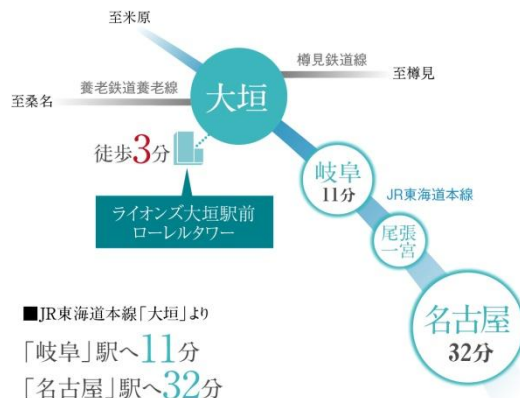 至米原
樽見鉄道線
至樽見
養老鉄道養老線
至桑名
大垣
徒歩3分
岐阜
11分
JR東海道本線
ライオンズ大垣駅前
ローレルタワー
尾張
一宮
名古屋
32分
■JR東海道本線「大垣」より
「岐阜」駅へ11分
「名古屋」駅へ32分